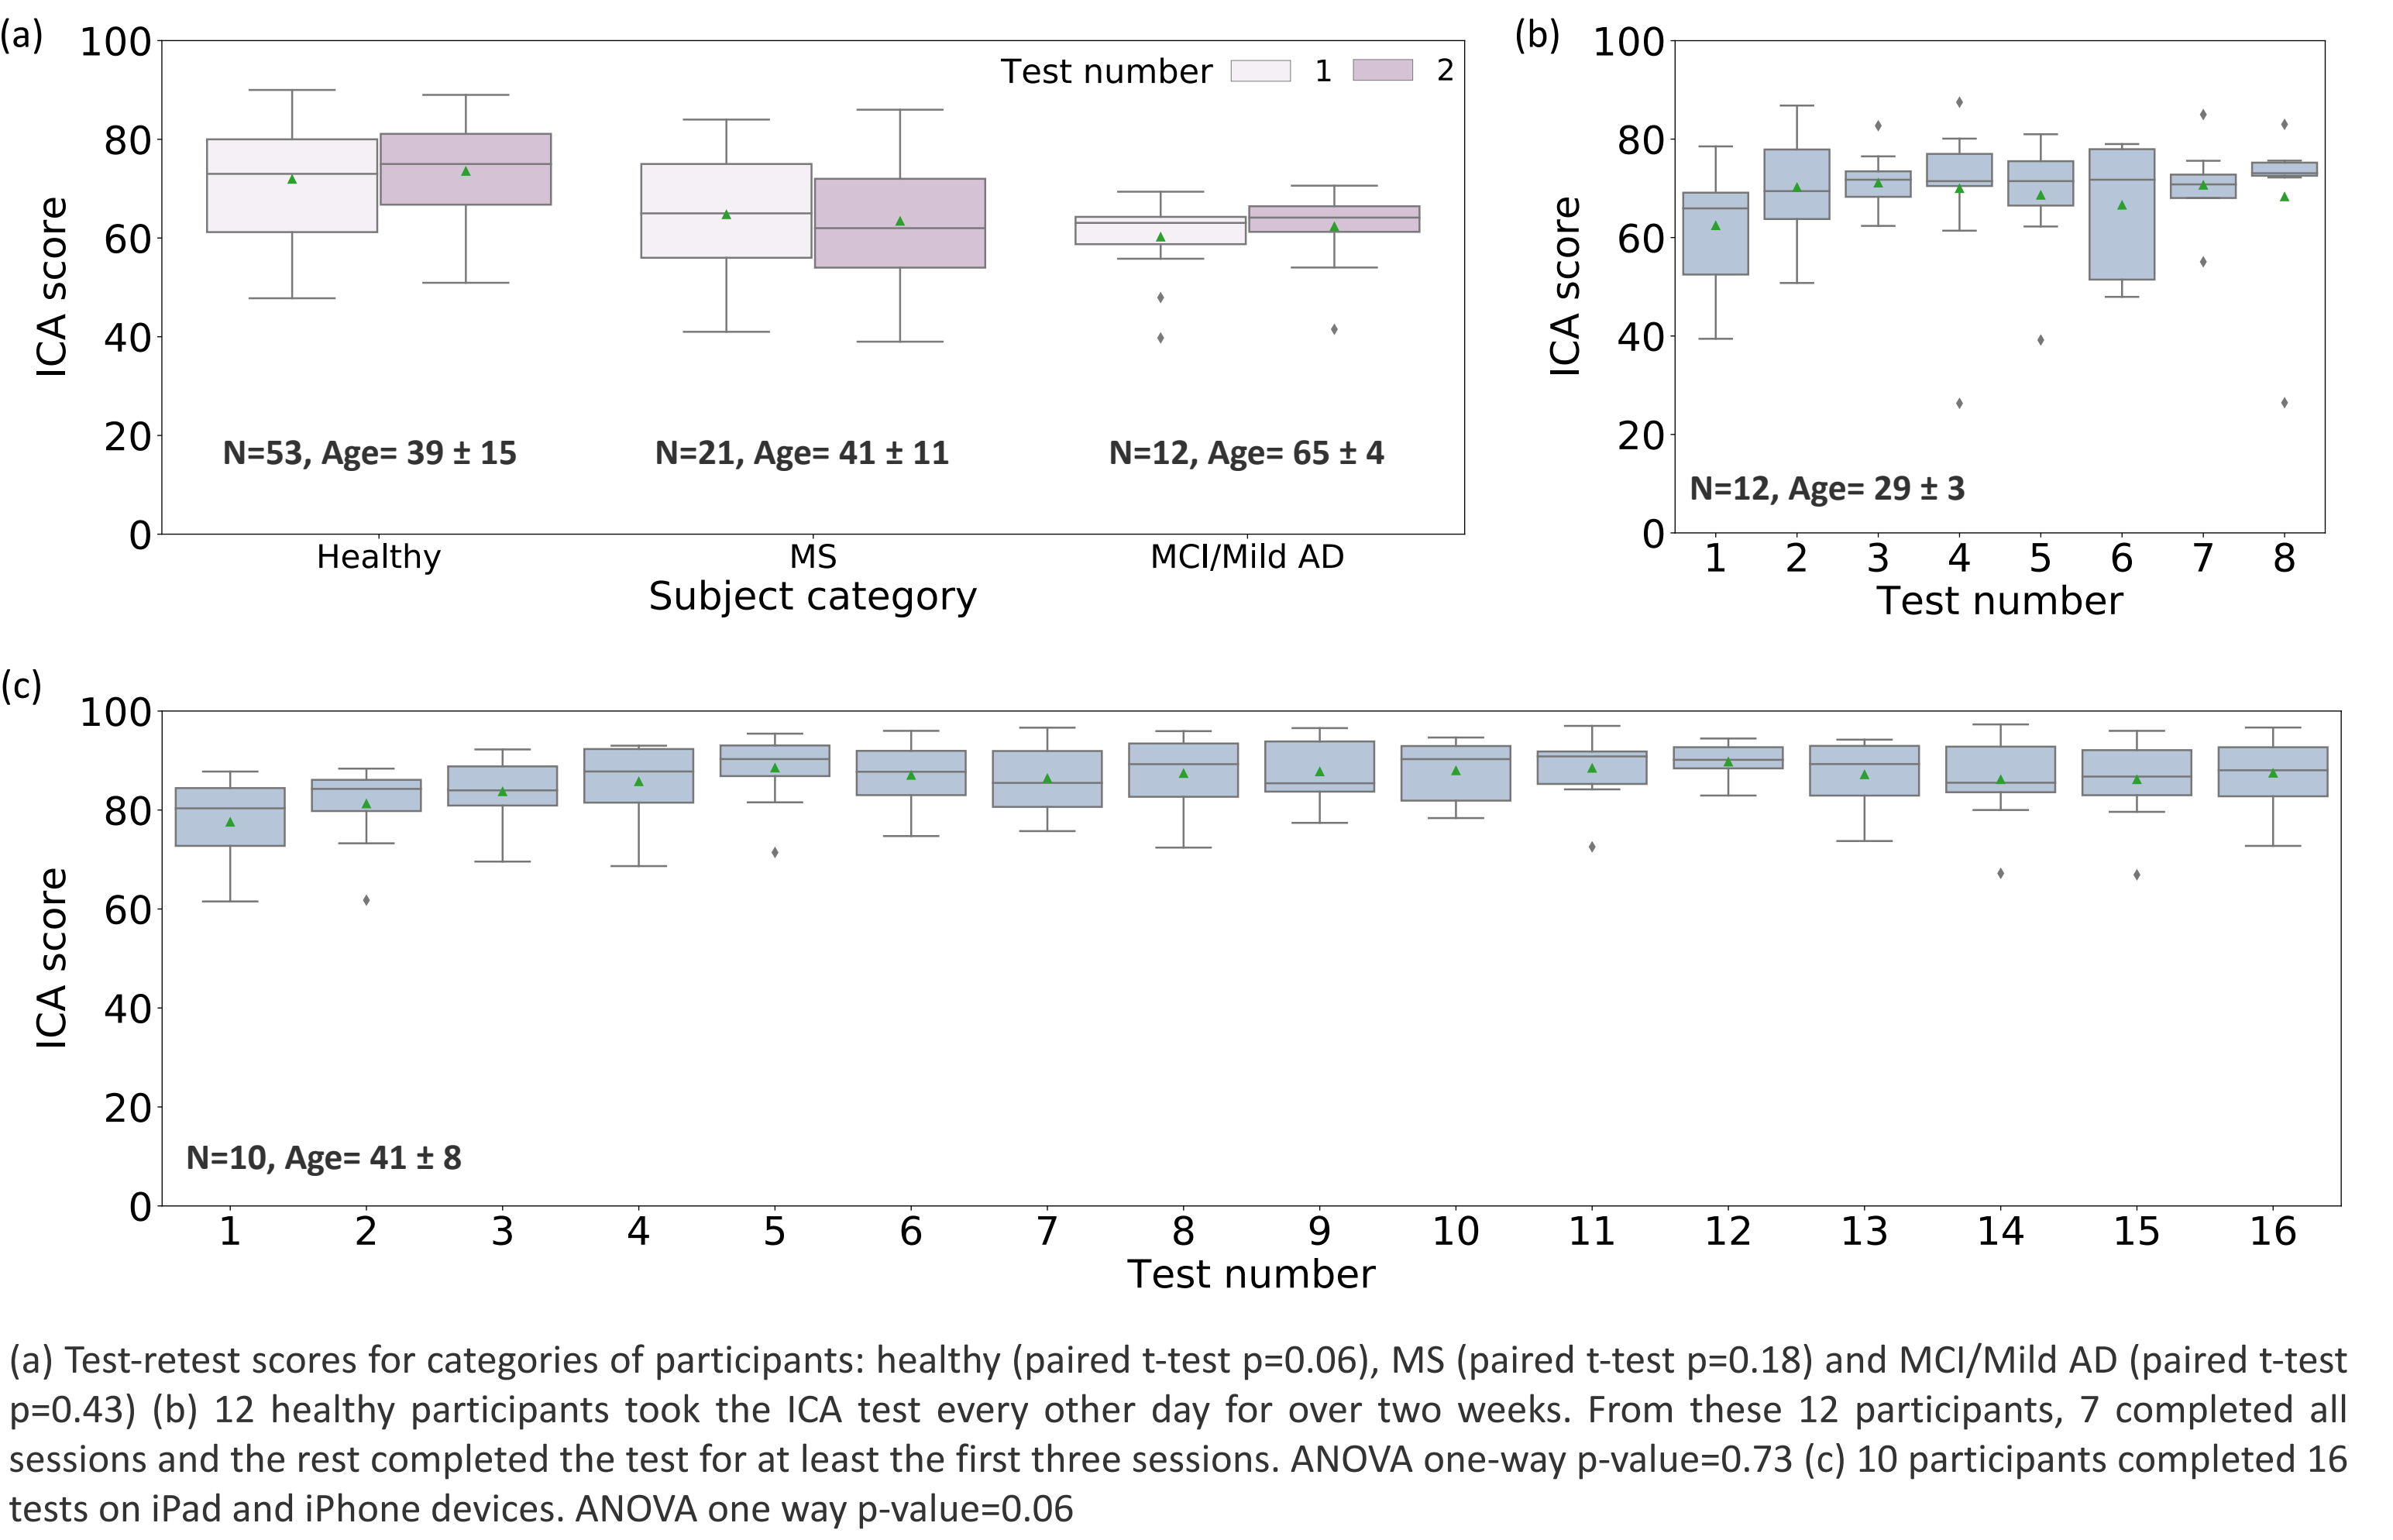 (a)
100
80
60
40
20
0
ICA score
Test number 1 2
N=53, Age= 39 ± 15
N=21, Age= 41 ± 11
N=12, Age= 65 ± 4
Healthy MS MCI/Mild AD
Subject category
(b)
100
80
60
40
20
0
ICA score
N=12, Age= 29 ± 3
1 2 3 4 5 6 7 8
Test number
(c)
100
80
60
40
20
0
ICA score
N=10, Age= 41 ± 8
1 2 3 4 5 6 7 8 9 10 11 12 13 14 15 16
Test number
(a) Test-retest scores for categories of participants: healthy (paired t-test p=0.06), MS (paired t-test p=0.18) and MCI/Mild AD (paired t-test
p=0.43) (b) 12 healthy participants took the ICA test every other day for over two weeks. From these 12 participants, 7 completed all
sessions and the rest completed the test for at least the first three sessions. ANOVA one-way p-value=0.73 (c) 10 participants completed 16
tests on iPad and iPhone devices. ANOVA one way p-value=0.06